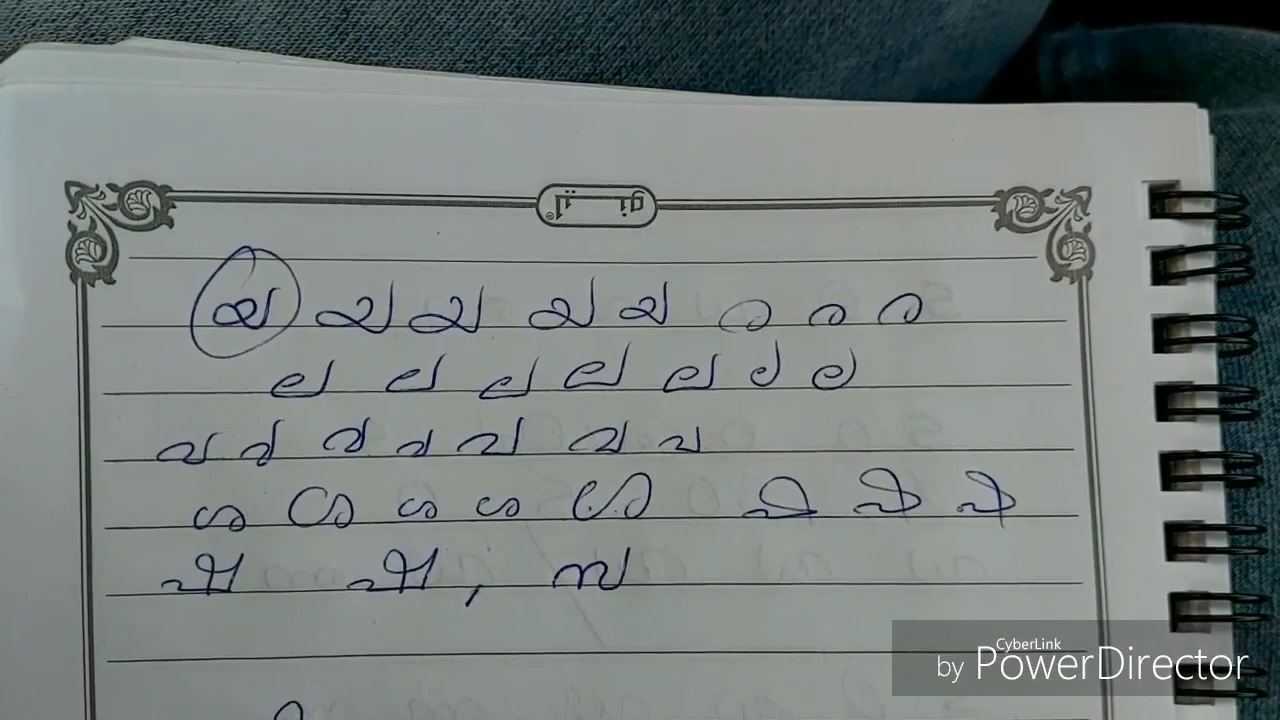 യ യ യ യ യ ര ര ര
ല ല ല ല ല ല ല
വ വ വ വ വ വ വ
ശ ശ ശ ശ ശ
ഷ ഷ , സ
CyberLink
by PowerDirector